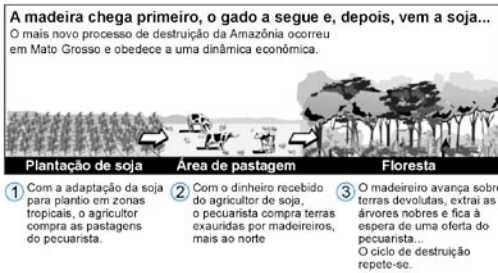 A madeira chega primeiro, o gado a segue e, depois, vem a soja...
O mais novo processo de destruição da Amazônia ocorreu
em Mato Grosso e obedece a uma dinâmica econômica.
Plantação de soja
Área de pastagem
Floresta
1 Com a adaptação da soja
para plantio em zonas
tropicais, o agricultor
compra as pastagens
do pecuarista.
2 Com o dinheiro recebido
do agricultor de soja,
o pecuarista compra terras
exauridas por madeireiros,
mais ao norte
3 O madeireiro avança sobre
terras devolutas, extrai as
árvores nobres e fica à
espera de uma oferta do
pecuarista...
O ciclo de destruição
repete-se.